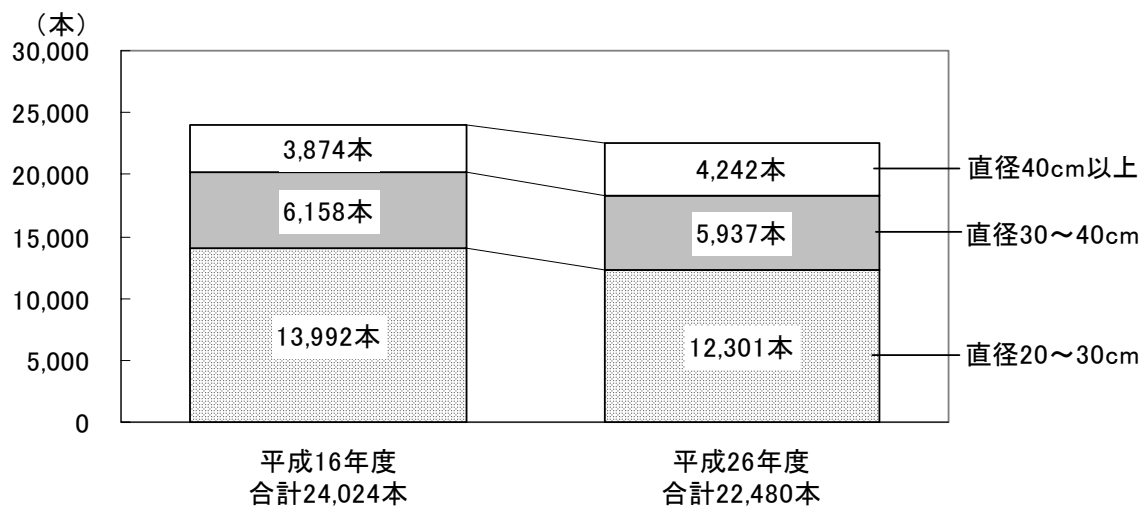 （本）
30,000
25,000
20,000
15,000
10,000
5,000
0
3,874本
6,158本
13,992本
4,242本
5,937本
12,301本
直径40cm以上
直径30～40cm
直径20～30cm
平成16年度
合計24,024本
平成26年度
合計22,480本